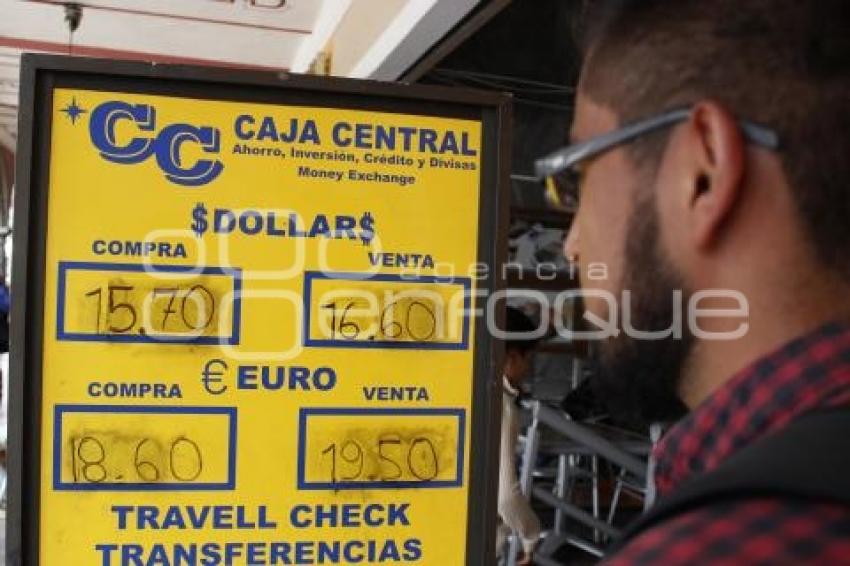 CC CAJA CENTRAL
Ahorro, Inversión, Crédito y Divisas
Money Exchange
$DOLLAR$
COMPRA VENTA
15.70 16.60
€ EURO
COMPRA VENTA
18.60 19.50
TRAVELL CHECK
TRANSFERENCIAS
agencia
enfoque